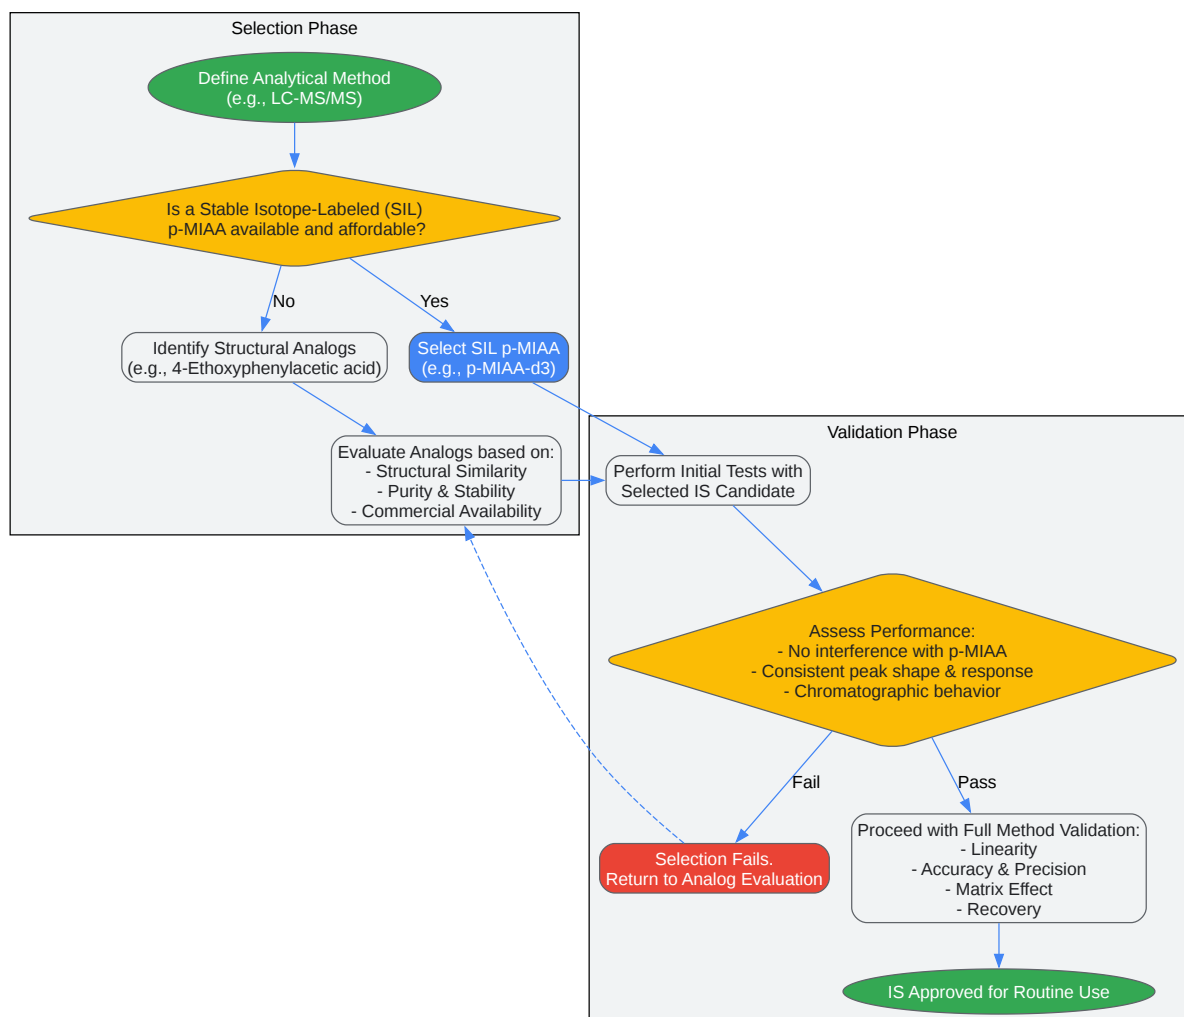 Selection Phase
Define Analytical Method
(e.g., LC-MS/MS)
Is a Stable Isotope-Labeled (SIL)
p-MIAA available and affordable?
No
Yes
Identify Structural Analogs
(e.g., 4-Ethoxyphenylacetic acid)
Select SIL p-MIAA
(e.g., p-MIAA-d3)
Evaluate Analogs based on:
- Structural Similarity
- Purity & Stability
- Commercial Availability
Validation Phase
Perform Initial Tests with
Selected IS Candidate
Assess Performance:
- No interference with p-MIAA
- Consistent peak shape & response
- Chromatographic behavior
Fail
Pass
Selection Fails.
Return to Analog Evaluation
Proceed with Full Method Validation:
- Linearity
- Accuracy & Precision
- Matrix Effect
- Recovery
IS Approved for Routine Use